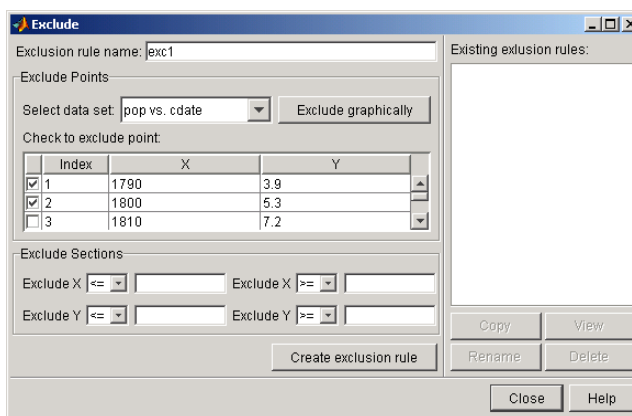 Exclude
Exclusion rule name: exc1
Existing exlusion rules:
Exclude Points
Select data set: pop vs. cdate Exclude graphically
Check to exclude point:
Index X Y
1 1790 3.9
2 1800 5.3
3 1810 7.2
Exclude Sections
Exclude X <= Exclude X >=
Exclude Y <= Exclude Y >=
Create exclusion rule
Copy View
Rename Delete
Close Help